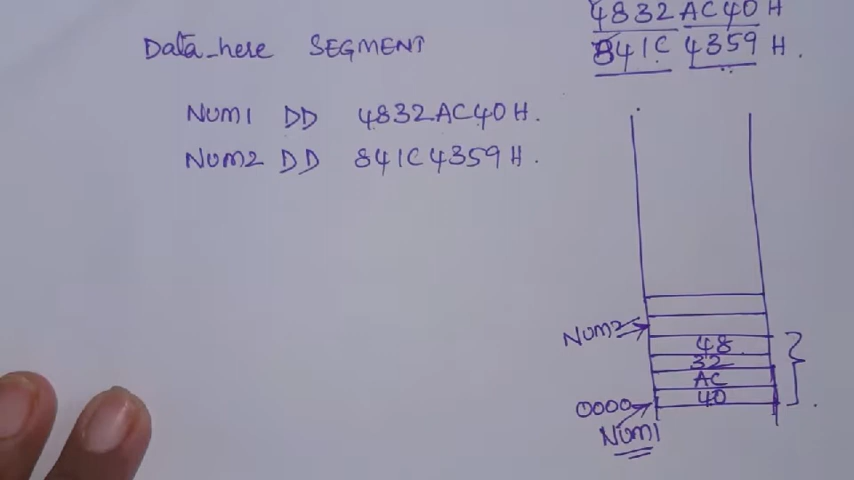 4832 AC40 H
841C 4359 H.
Data_here SEGMENT
NUM1 DD 4832AC40H.
NUM2 DD 841C4359H.
NUM2
48
32
AC
0000 40
NUM1